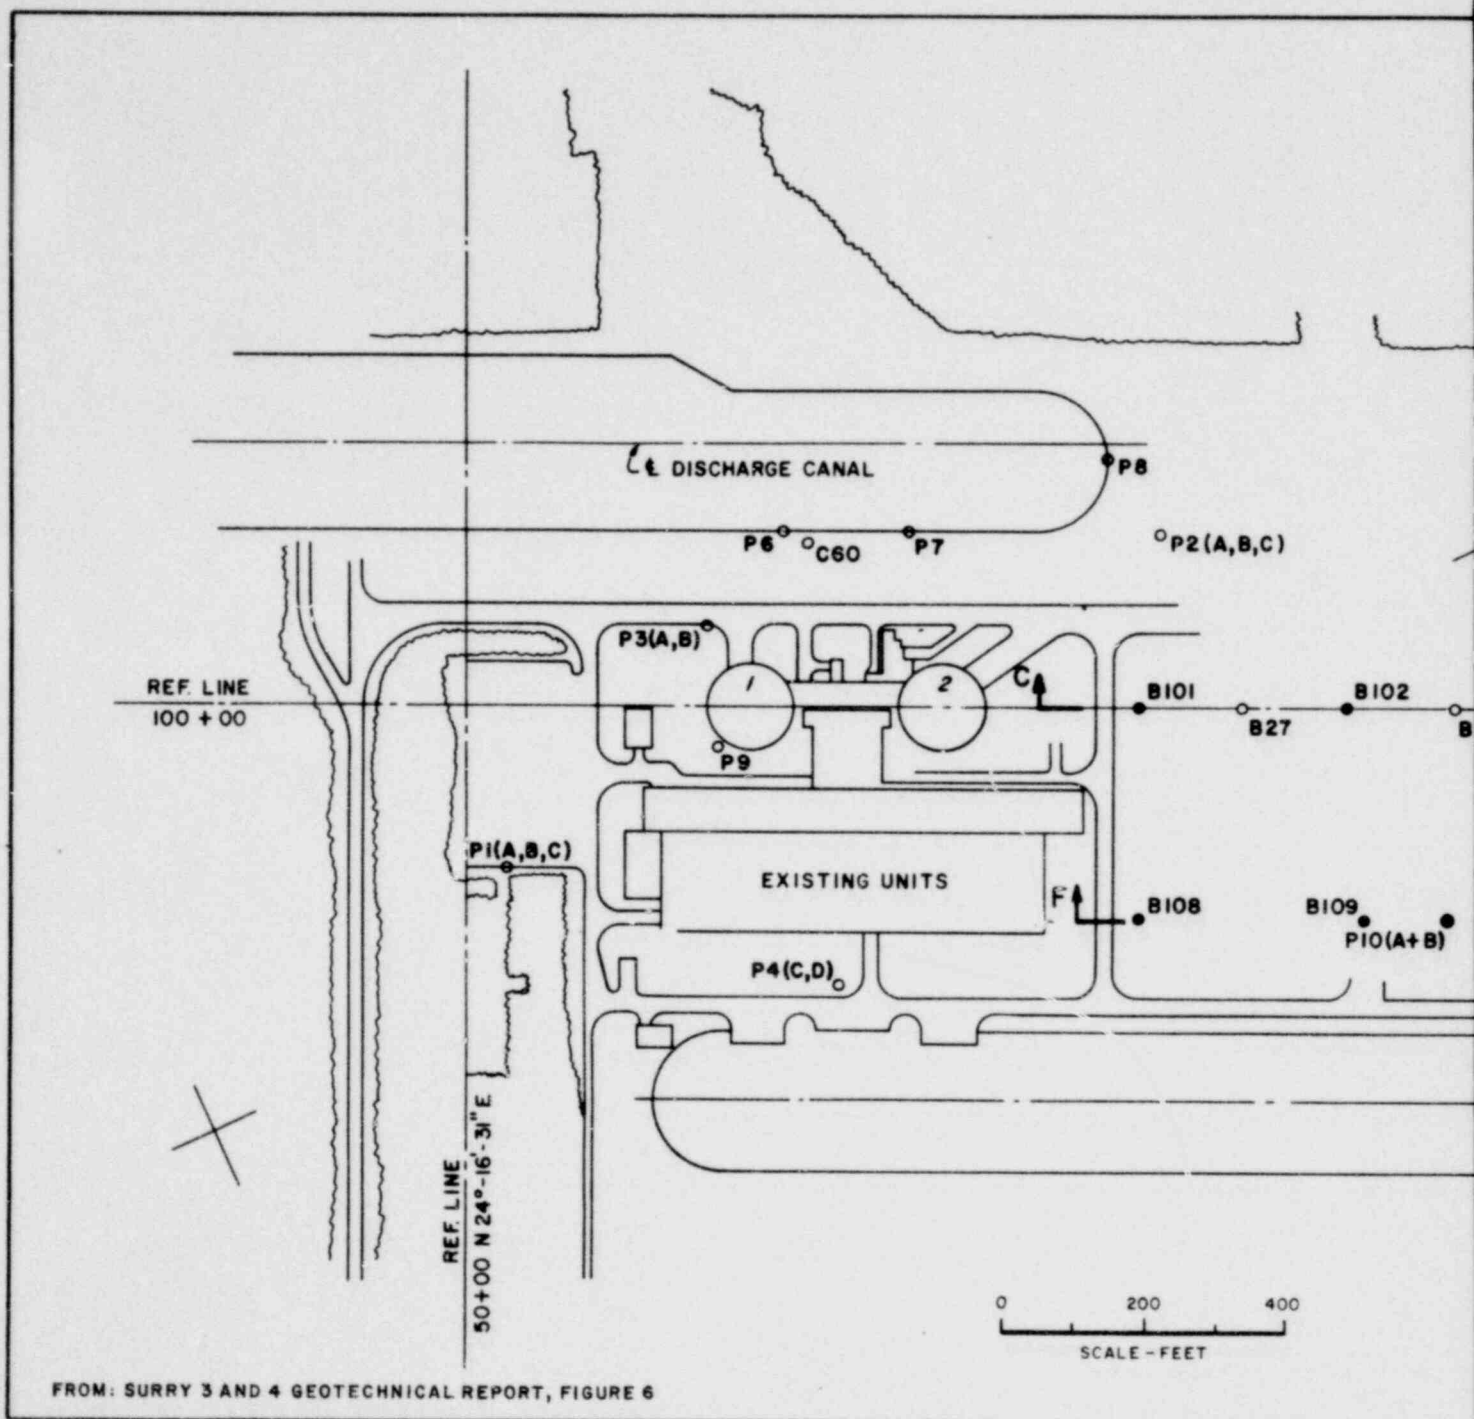 ℄ DISCHARGE CANAL
P8
P6
C60
P7
P2(A,B,C)
P3(A,B)
1
2
C
REF. LINE
100+00
B101
B27
B102
B
P9
P1(A,B,C)
EXISTING UNITS
F
B108
B109
P10(A+B)
P4(C,D)
REF. LINE
50+00 N 24°-16'-31" E
0 200 400
SCALE-FEET
FROM: SURRY 3 AND 4 GEOTECHNICAL REPORT, FIGURE 6